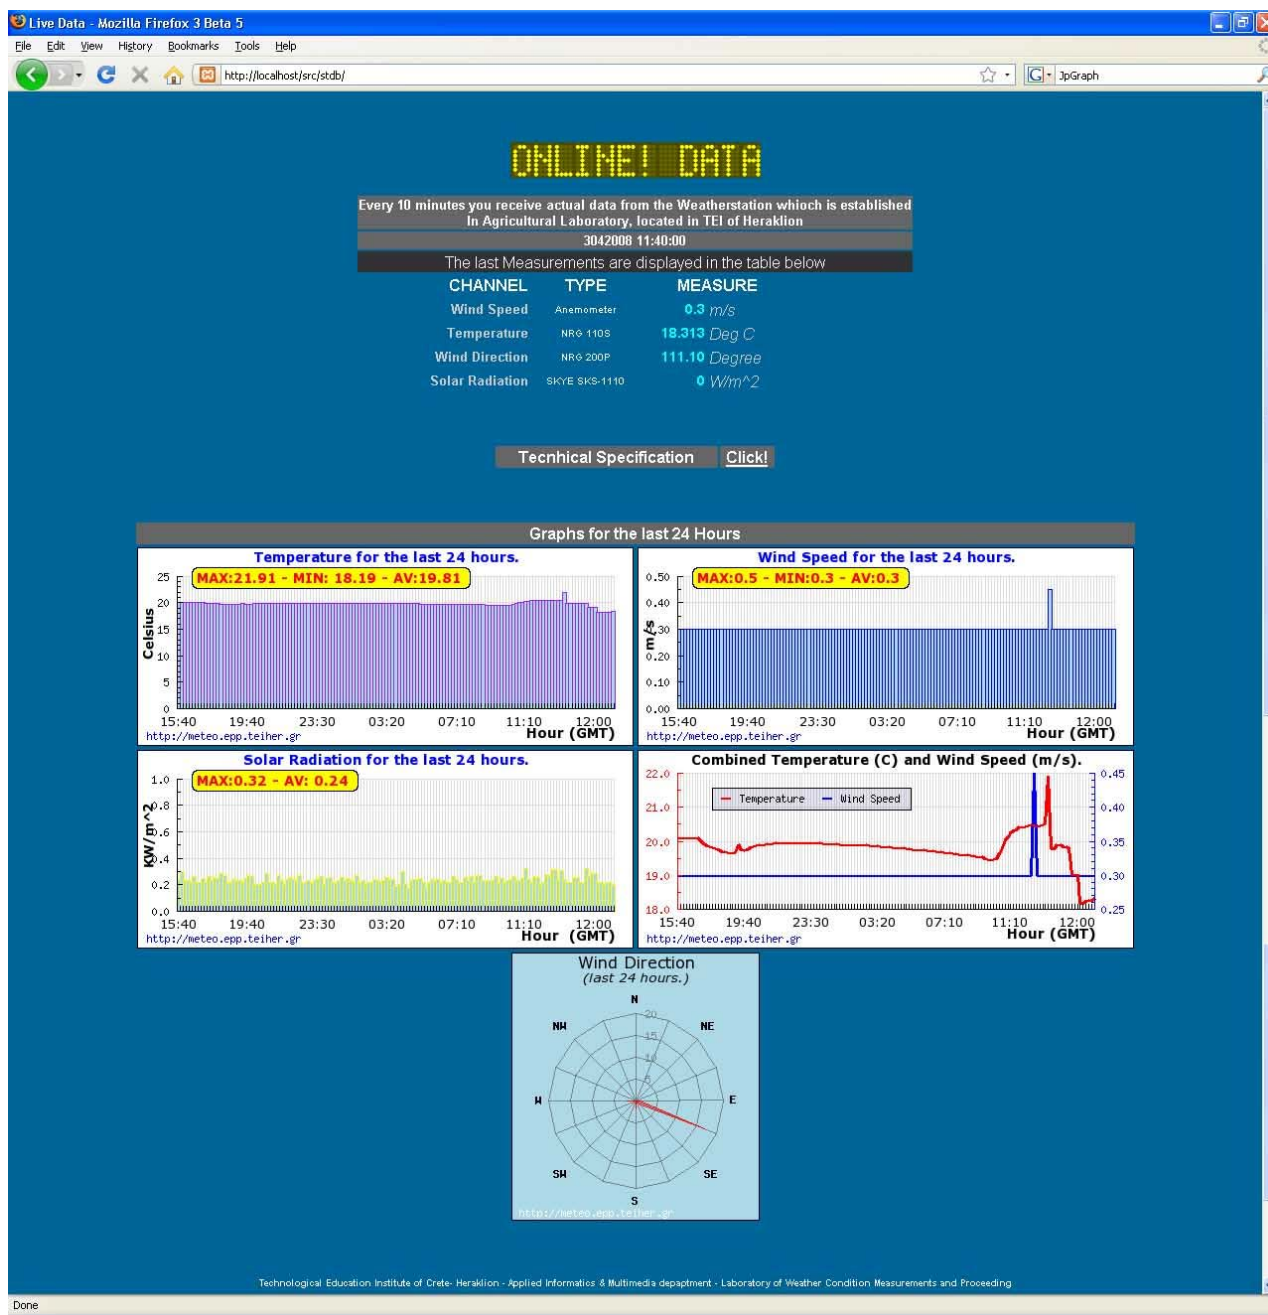 Live Data - Mozilla Firefox 3 Beta 5
File Edit View History Bookmarks Tools Help
http://localhost/src/stdb/
G JpGraph
ONLINE! DATA
Every 10 minutes you receive actual data from the Weatherstation whioch is established
In Agricultural Laboratory, located in TEI of Heraklion
3042008 11:40:00
The last Measurements are displayed in the table below
CHANNEL TYPE MEASURE
Wind Speed Anemometer 0.3 m/s
Temperature NRG 110S 18.313 Deg C
Wind Direction NRG 200P 111.10 Degree
Solar Radiation SKYE SKS-1110 0 W/m^2
Tecnhical Specification Click!
Graphs for the last 24 Hours
Temperature for the last 24 hours.
MAX:21.91 - MIN: 18.19 - AV:19.81
25
20
15
10
5
0
Celsius
15:40 19:40 23:30 03:20 07:10 11:10 12:00
http://meteo.epp.teiher.gr
Hour (GMT)
Wind Speed for the last 24 hours.
MAX:0.5 - MIN:0.3 - AV:0.3
0.50
0.40
0.30
0.20
0.10
0.00
m/s
15:40 19:40 23:30 03:20 07:10 11:10 12:00
http://meteo.epp.teiher.gr
Hour (GMT)
Solar Radiation for the last 24 hours.
MAX:0.32 - AV: 0.24
1.0
0.8
0.6
0.4
0.2
0.0
KW/m^2
15:40 19:40 23:30 03:20 07:10 11:10 12:00
http://meteo.epp.teiher.gr
Hour (GMT)
Combined Temperature (C) and Wind Speed (m/s).
Temperature Wind Speed
22.0
21.0
20.0
19.0
18.0
0.45
0.40
0.35
0.30
0.25
15:40 19:40 23:30 03:20 07:10 11:10 12:00
http://meteo.epp.teiher.gr
Hour (GMT)
Wind Direction
(last 24 hours.)
N
20
NW NE
15
10
5
W E
SW SE
S
http://meteo.epp.teiher.gr
Technological Education Institute of Crete- Heraklion - Applied Informatics & Multimedia depaptment - Laboratory of Weather Condition Measurements and Proceeding
Done